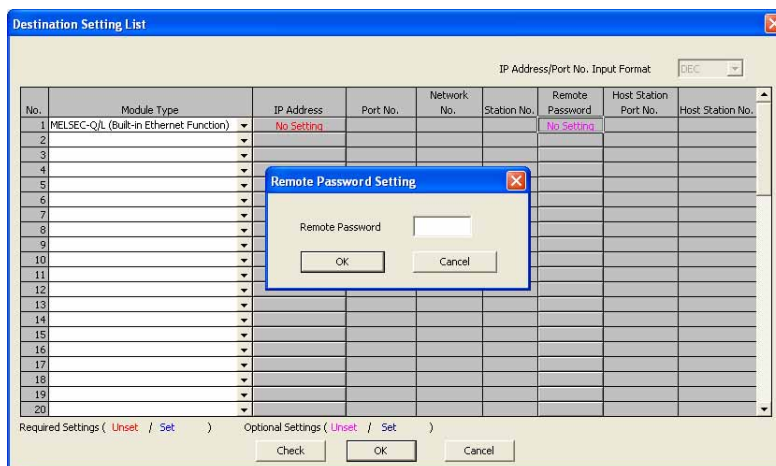 Destination Setting List
IP Address/Port No. Input Format DEC
No. Module Type IP Address Port No. Network No. Station No. Remote Password Host Station Port No. Host Station No.
1 MELSEC-Q/L (Built-in Ethernet Function) No Setting No Setting
2
3
4
5
6
7
8
9
10
11
12
13
14
15
16
17
18
19
20
Remote Password Setting
Remote Password
OK Cancel
Required Settings ( Unset / Set ) Optional Settings ( Unset / Set )
Check OK Cancel